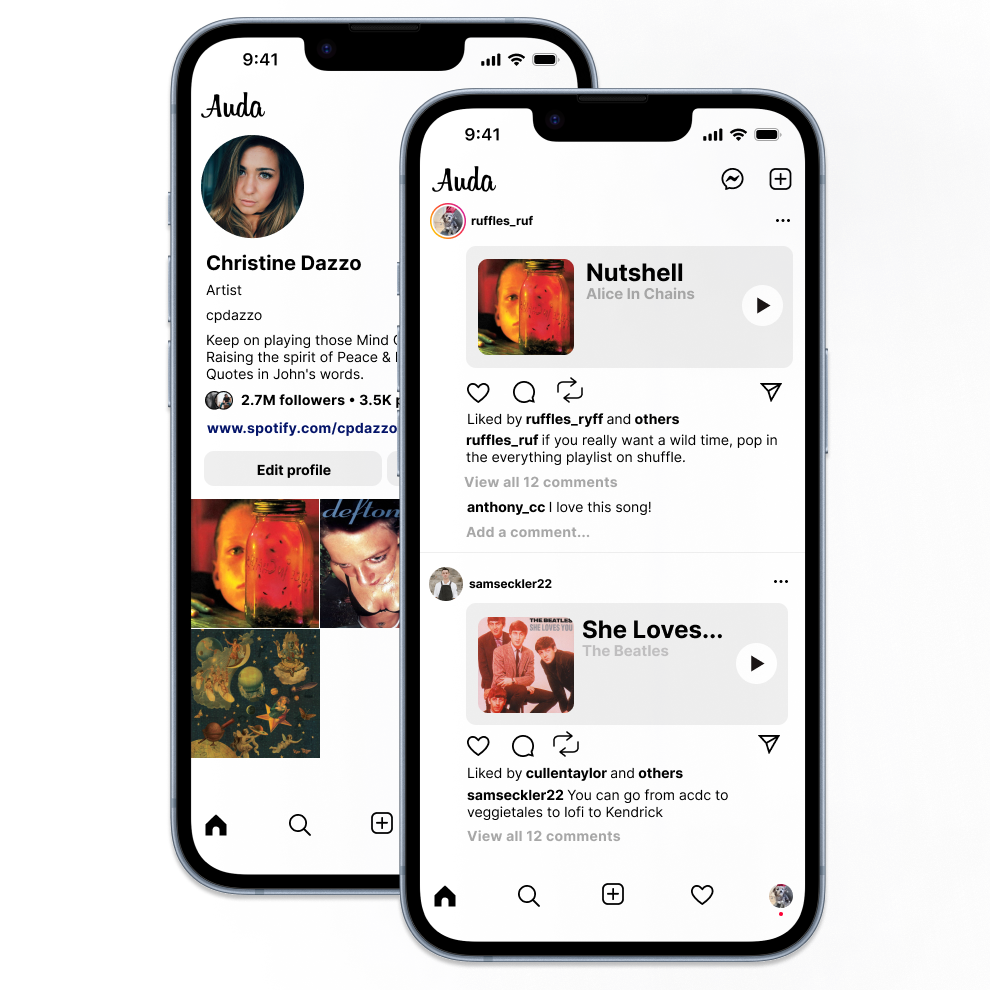 9:41
Auda
Christine Dazzo
Artist
cpdazzo
Keep on playing those Mind
Raising the spirit of Peace &
Quotes in John's words.
2.7M followers • 3.5K
www.spotify.com/cpdazzo
Edit profile
9:41
Auda
ruffles_ruf
Nutshell
Alice In Chains
Liked by ruffles_ryff and others
ruffles_ruf if you really want a wild time, pop in
the everything playlist on shuffle.
View all 12 comments
anthony_cc I love this song!
Add a comment...
samseckler22
THE BEATLES
SHE LOVES YOU
She Loves...
The Beatles
Liked by cullentaylor and others
samseckler22 You can go from acdc to
veggietales to lofi to Kendrick
View all 12 comments